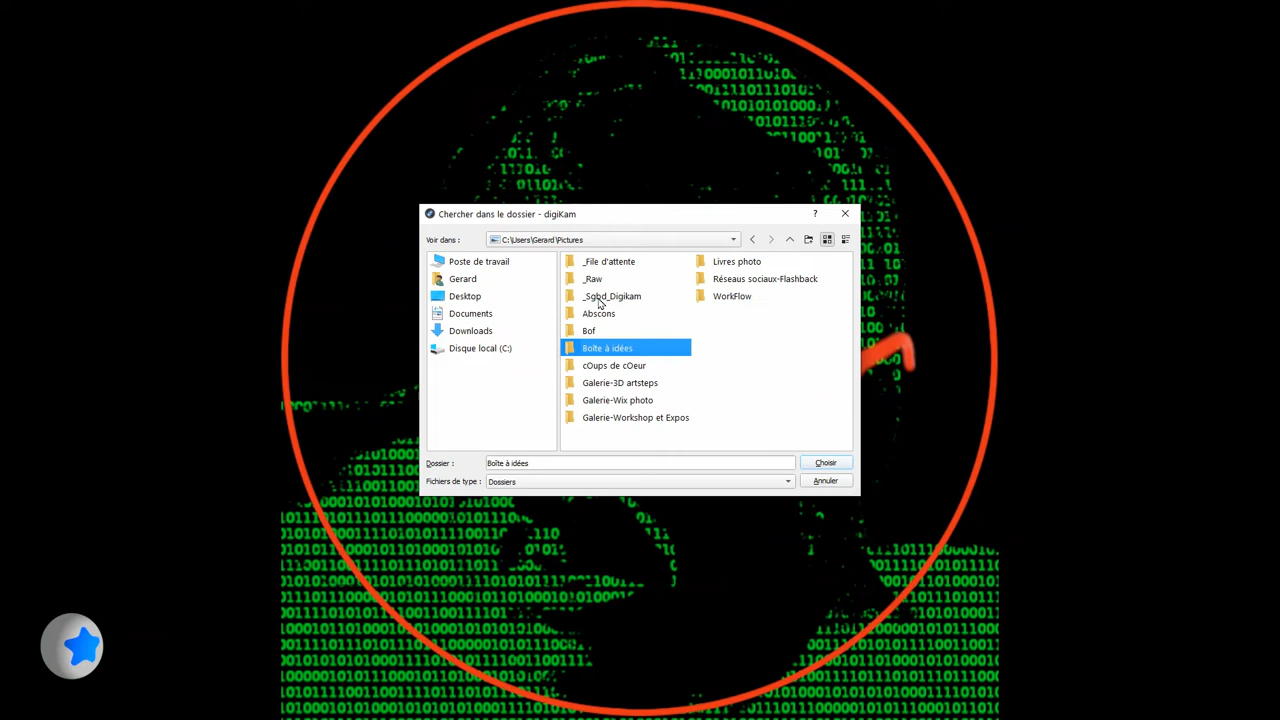 Chercher dans le dossier - digiKam
Voir dans :
C:\Users\Gerard\Pictures
Poste de travail
Gerard
Desktop
Documents
Downloads
Disque local (C:)
_File d'attente
_Raw
_Sgbd_Digikam
Abscons
Bof
Boîte à idées
cOups de cOeur
Galerie-3D artsteps
Galerie-Wix photo
Galerie-Workshop et Expos
Livres photo
Réseaux sociaux-Flashback
WorkFlow
Dossier :
Boîte à idées
Choisir
Fichiers de type :
Dossiers
Annuler